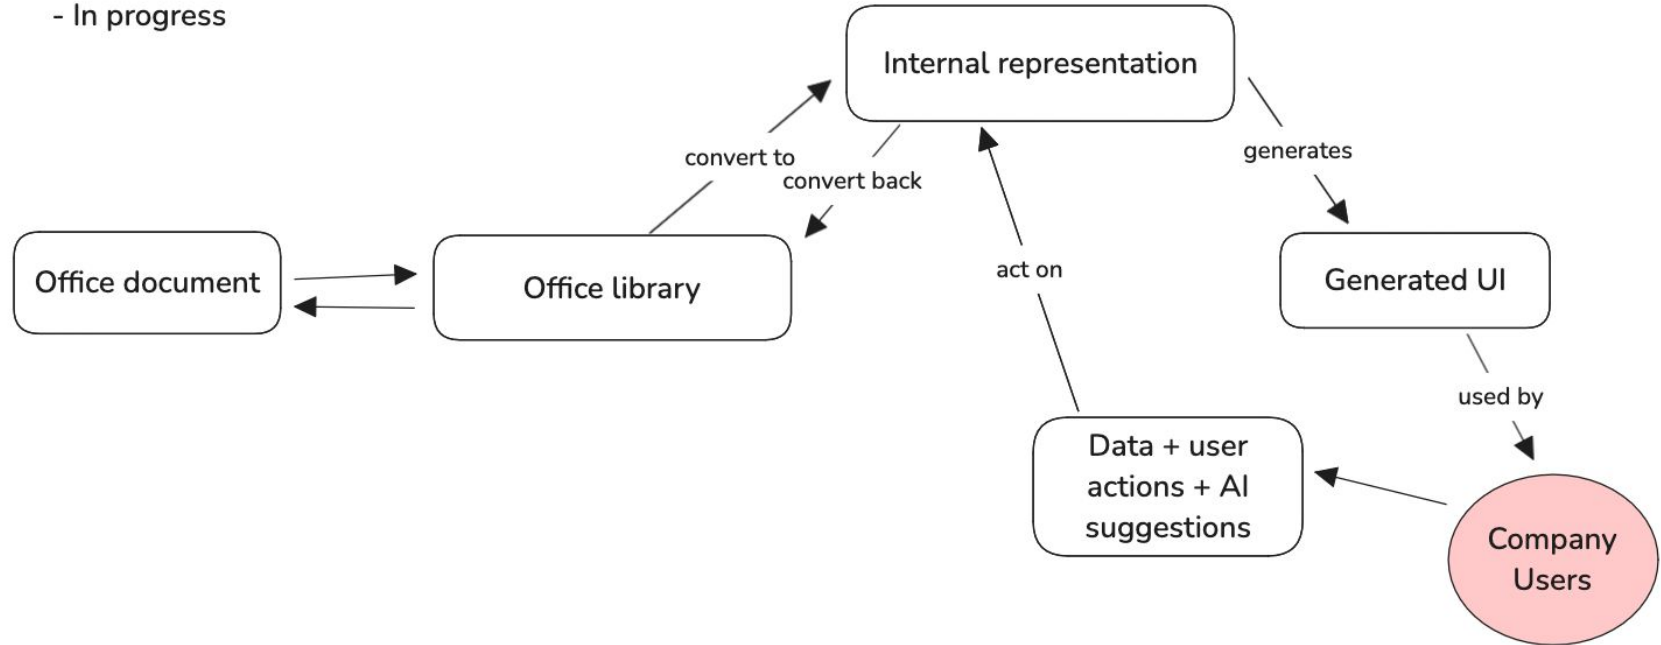 - In progress
Internal representation
convert to
generates
convert back
Office document
Office library
act on
Generated UI
used by
Data + user
actions + AI
suggestions
Company
Users